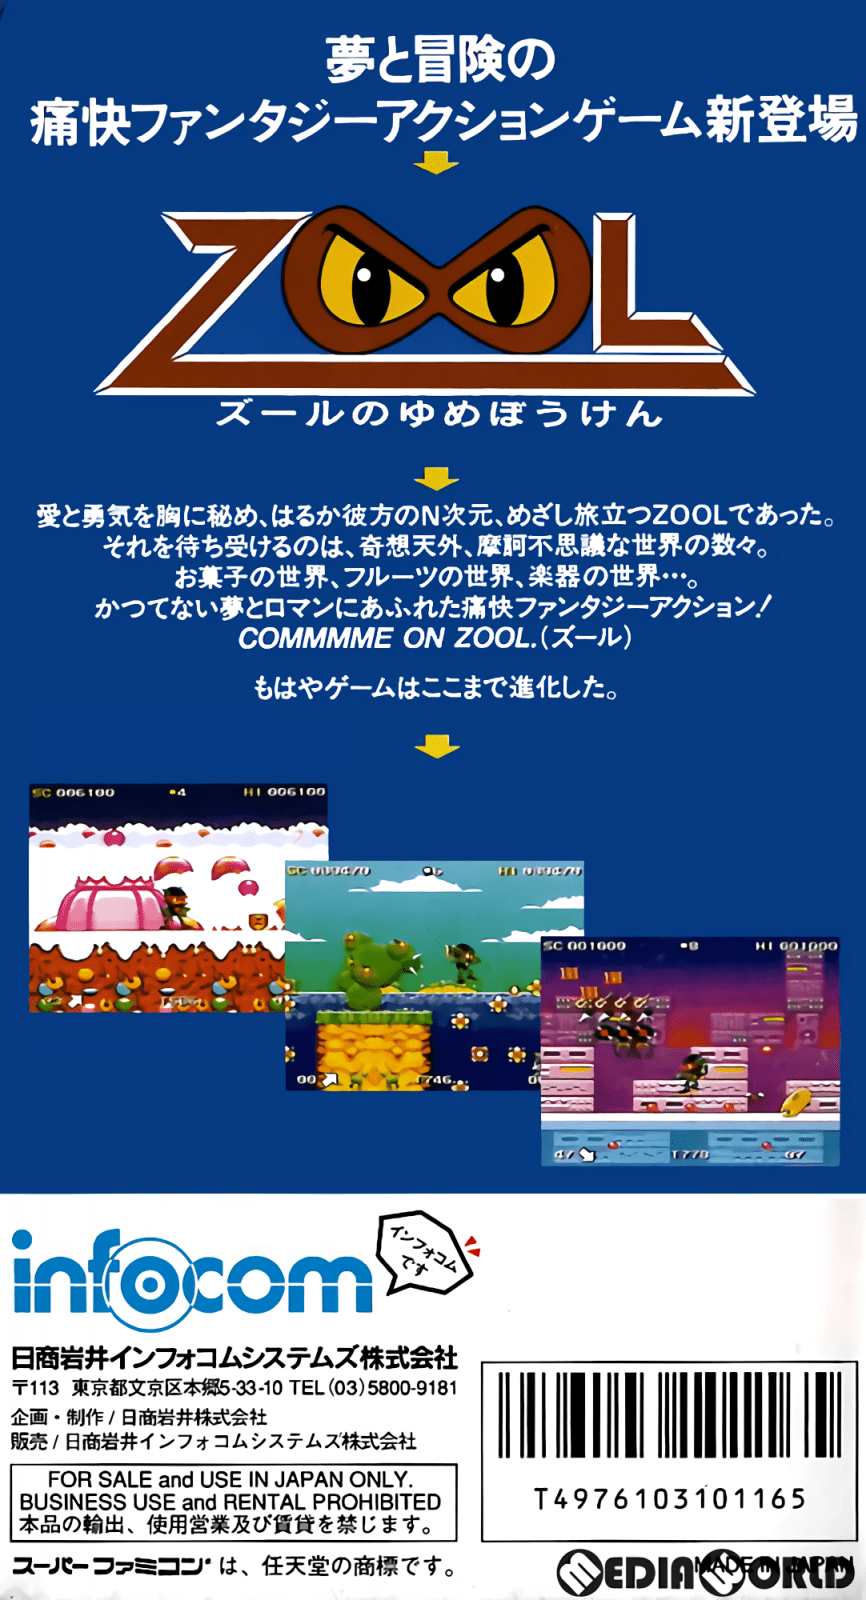 夢と冒険の
痛快ファンタジーアクションゲーム新登場
ZOOL
ズールのゆめぼうけん
愛と勇気を胸に秘め、はるか彼方のN次元、めざし旅立つZOOLであった。
それを待ち受けるのは、奇想天外、摩訶不思議な世界の数々。
お菓子の世界、フルーツの世界、楽器の世界…。
かつてない夢とロマンにあふれた痛快ファンタジーアクション!
COMMMME ON ZOOL.(ズール)
もはやゲームはここまで進化した。
SC 006100 4 HI 006100
SC 001000 8 HI 001000
1746
1770
infocom
インフォコム
です
日商岩井インフォコムシステムズ株式会社
〒113 東京都文京区本郷5-33-10 TEL(03)5800-9181
企画・制作/日商岩井株式会社
販売/日商岩井インフォコムシステムズ株式会社
FOR SALE and USE IN JAPAN ONLY.
BUSINESS USE and RENTAL PROHIBITED
本品の輸出、使用営業及び賃貸を禁じます。
T4976103101165
スーパーファミコン®は、任天堂の商標です。
MADE IN JAPAN
MEDIAWORLD